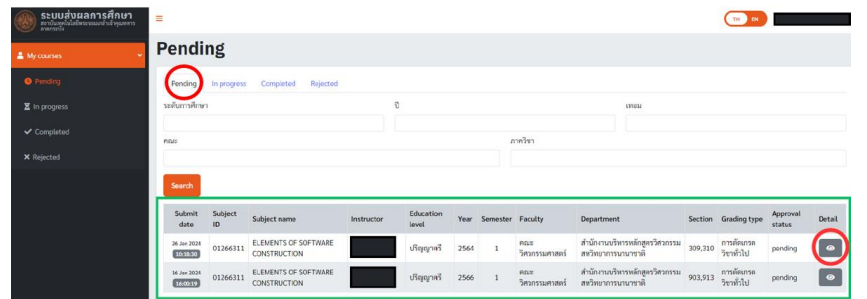 ระบบส่งผลการศึกษา
สถาบันเทคโนโลยีพระจอมเกล้าเจ้าคุณทหาร
ลาดกระบัง
TH EN
My courses
Pending
In progress
Completed
Rejected
Pending
Pending In progress Completed Rejected
ระดับการศึกษา ปี เทอม
คณะ ภาควิชา
Search
Submit date Subject ID Subject name Instructor Education level Year Semester Faculty Department Section Grading type Approval status Detail
26 Jan 2024 01266311 ELEMENTS OF SOFTWARE ปริญญาตรี 2564 1 คณะ สำนักงานบริหารหลักสูตรวิศวกรรม 309,310 การตัดเกรด pending
10:38:30 CONSTRUCTION วิศวกรรมศาสตร์ สหวิทยาการนานาชาติ วิชาทั่วไป
16 Jan 2024 01266311 ELEMENTS OF SOFTWARE ปริญญาตรี 2566 1 คณะ สำนักงานบริหารหลักสูตรวิศวกรรม 903,913 การตัดเกรด pending
16:00:19 CONSTRUCTION วิศวกรรมศาสตร์ สหวิทยาการนานาชาติ วิชาทั่วไป